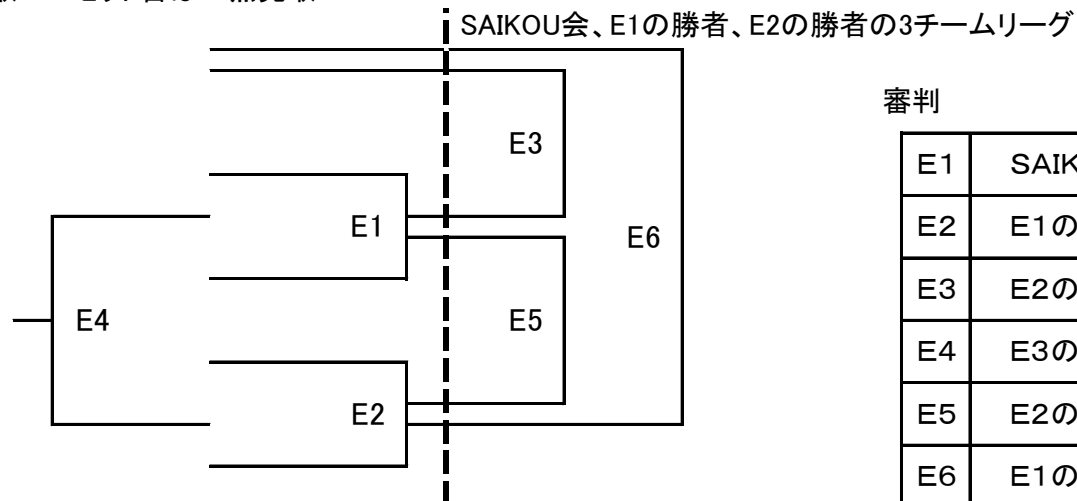 SAIKOU会、E1の勝者、E2の勝者の3チームリーグ
審判
E3
E1
E6
E4
E5
E2
E1 SAIK
E2 E1の
E3 E2の
E4 E3の
E5 E2の
E6 E1の